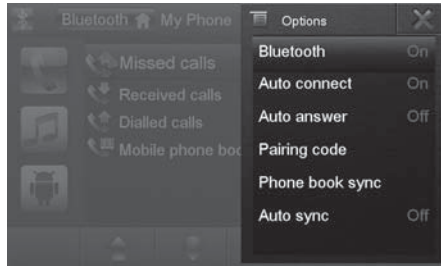 Bluetooth My Phone
Missed calls
Received calls
Dialled calls
Mobile phone boo
Options
Bluetooth On
Auto connect On
Auto answer Off
Pairing code
Phone book sync
Auto sync Off